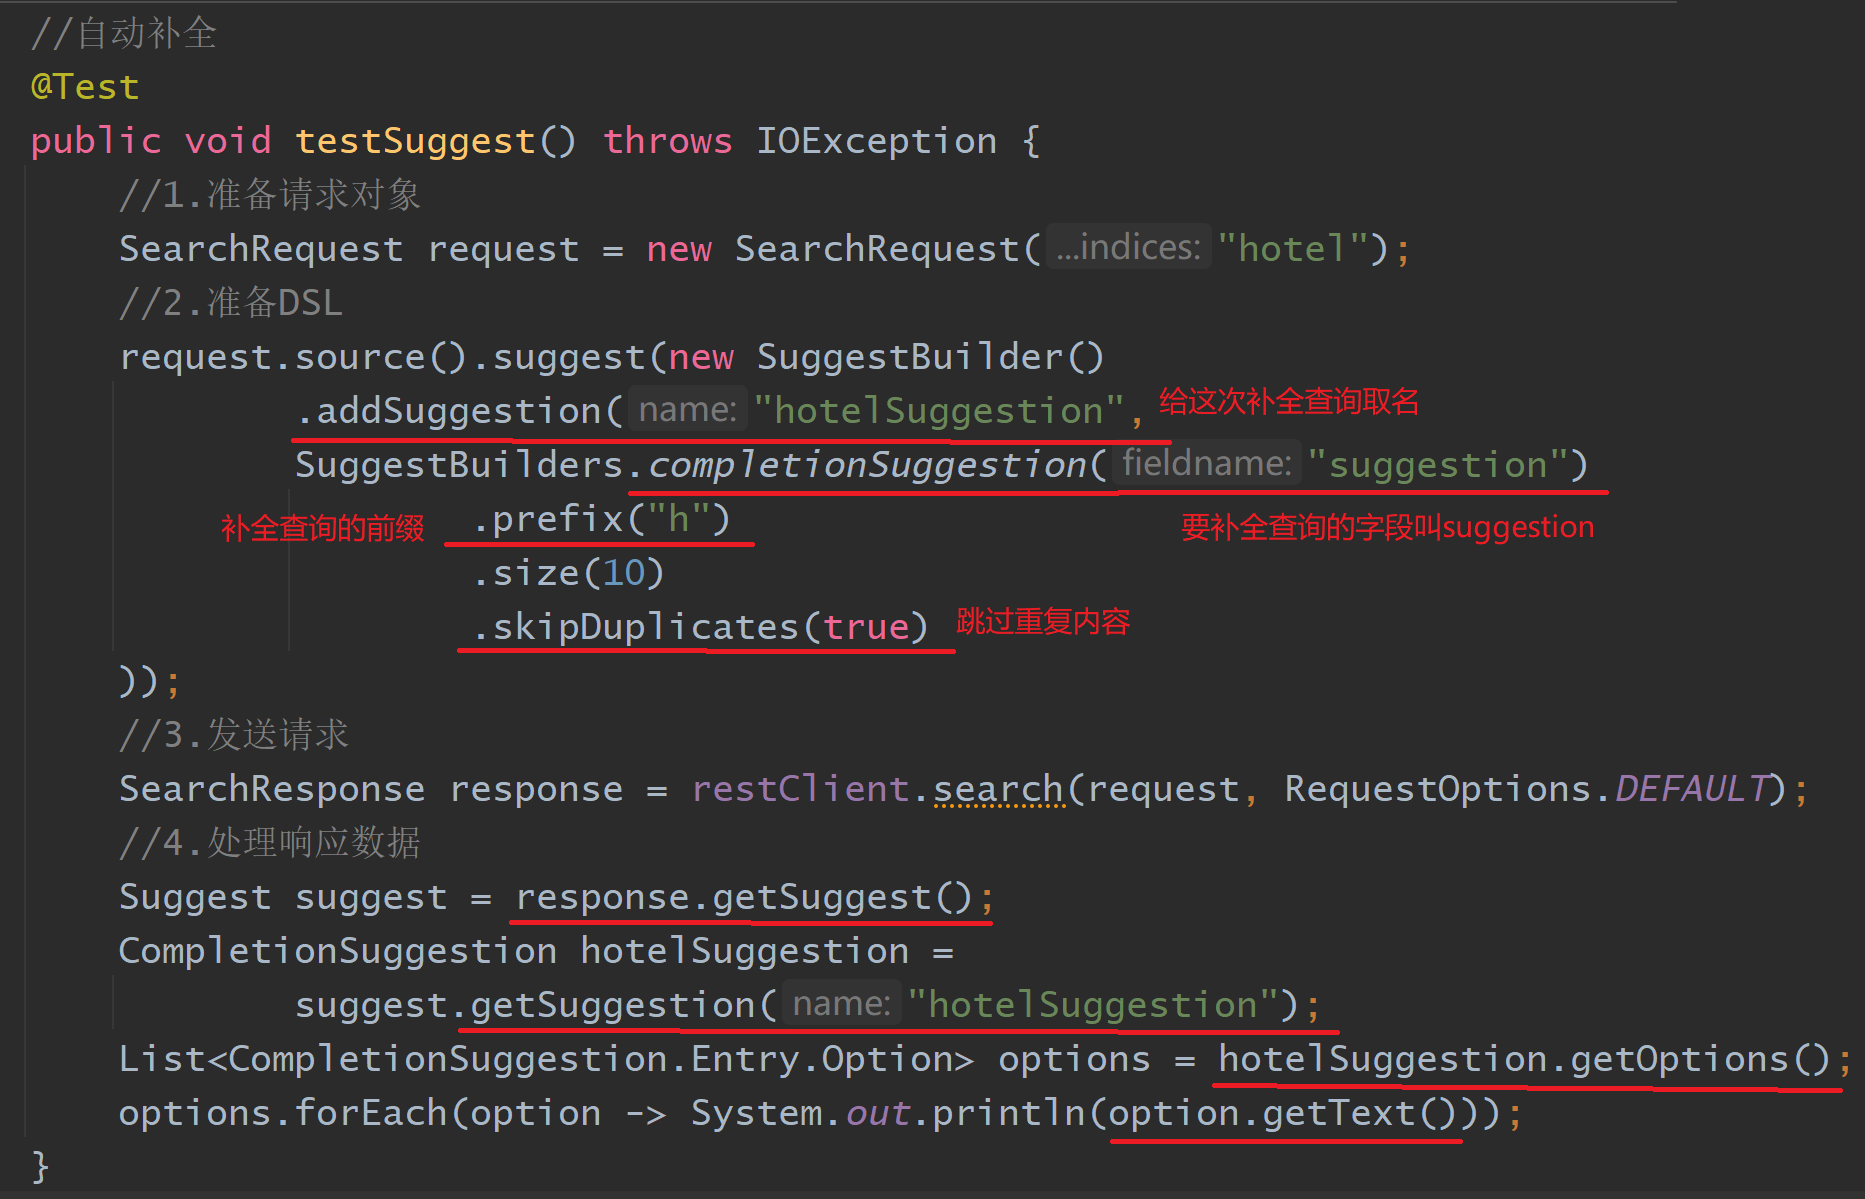 //自动补全
@Test
public void testSuggest() throws IOException {
//1.准备请求对象
SearchRequest request = new SearchRequest( ...indices: "hotel");
//2.准备DSL
request.source().suggest(new SuggestBuilder()
.addSuggestion( name: "hotelSuggestion", 给这次补全查询取名
SuggestBuilders.completionSuggestion( fieldname: "suggestion")
补全查询的前缀 .prefix("h") 要补全查询的字段叫suggestion
.size(10)
.skipDuplicates(true) 跳过重复内容
));
//3.发送请求
SearchResponse response = restClient.search(request, RequestOptions.DEFAULT);
//4.处理响应数据
Suggest suggest = response.getSuggest();
CompletionSuggestion hotelSuggestion =
suggest.getSuggestion( name: "hotelSuggestion");
List<CompletionSuggestion.Entry.Option> options = hotelSuggestion.getOptions();
options.forEach(option -> System.out.println(option.getText()));
}